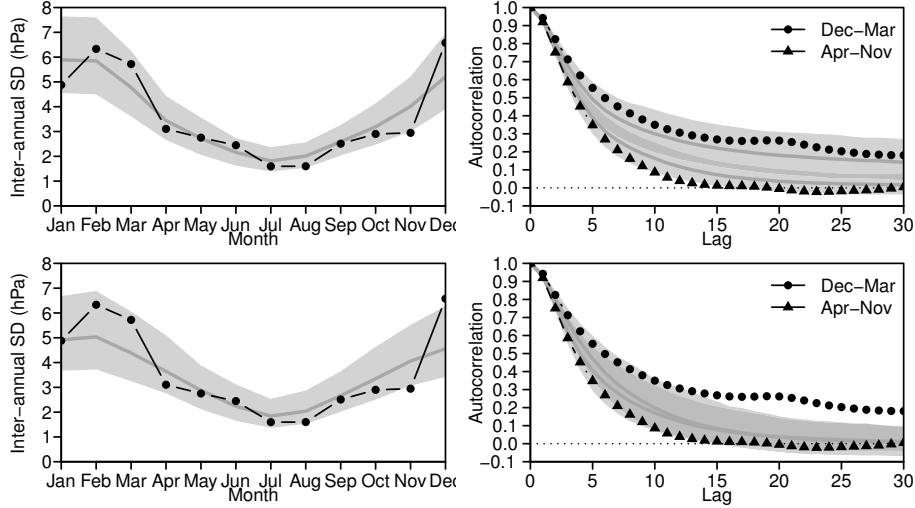 Inter−annual SD (hPa)
8
7
6
5
4
3
2
1
0
Jan Feb Mar Apr May Jun Jul Aug Sep Oct Nov Dec
Month
Autocorrelation
1.0
0.9
0.8
0.7
0.6
0.5
0.4
0.3
0.2
0.1
0.0
−0.1
Dec−Mar
Apr−Nov
0 5 10 15 20 25 30
Lag
Inter−annual SD (hPa)
8
7
6
5
4
3
2
1
0
Jan Feb Mar Apr May Jun Jul Aug Sep Oct Nov Dec
Month
Autocorrelation
1.0
0.9
0.8
0.7
0.6
0.5
0.4
0.3
0.2
0.1
0.0
−0.1
Dec−Mar
Apr−Nov
0 5 10 15 20 25 30
Lag